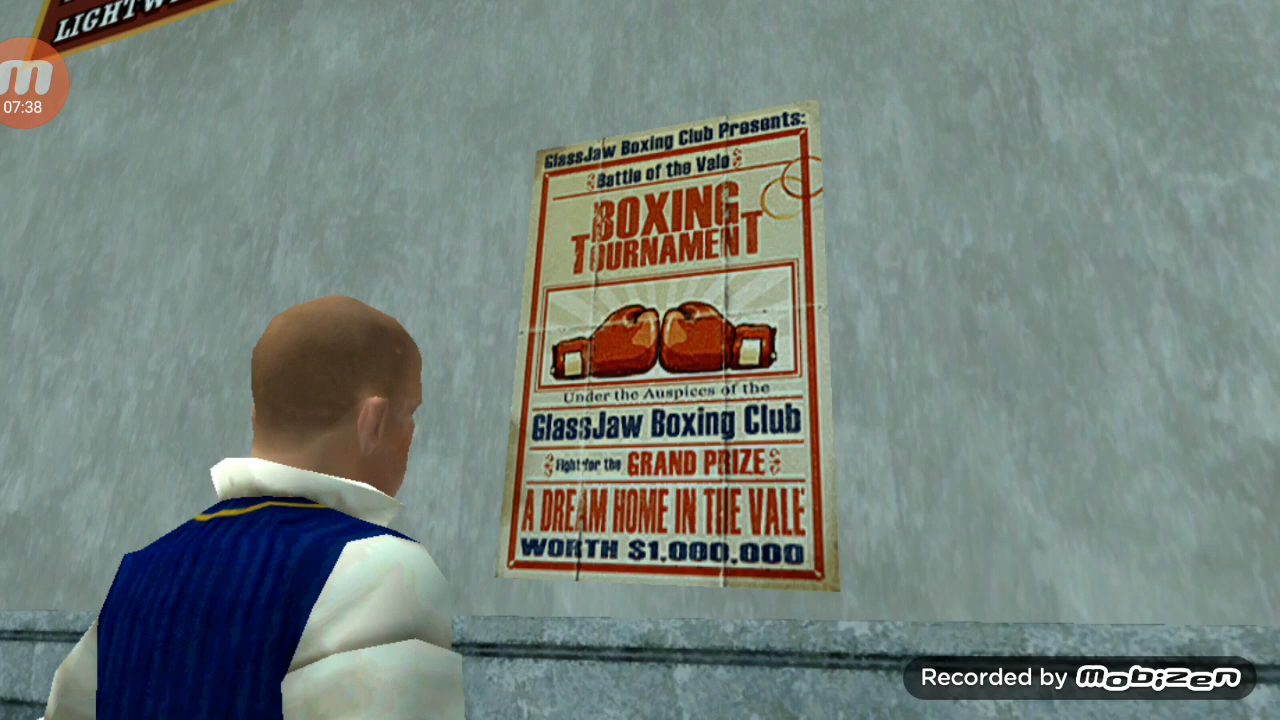 LIGHTW
07:38
GlassJaw Boxing Club Presents:
Battle of the Vale
BOXING
TOURNAMENT
Under the Auspices of the
GlassJaw Boxing Club
Fight for the GRAND PRIZE
A DREAM HOME IN THE VALE
WORTH $1,000,000
Recorded by mobizen